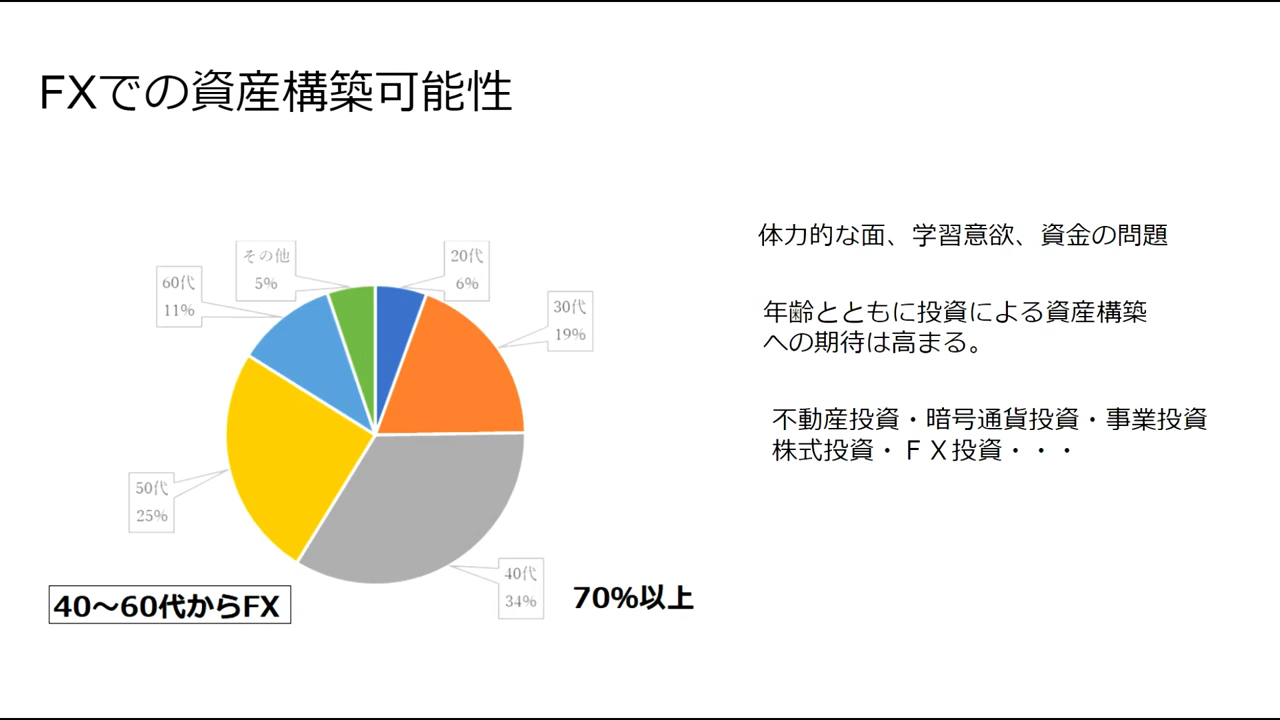 FXでの資産構築可能性
その他
5%
20代
6%
60代
11%
30代
19%
50代
25%
40代
34%
40～60代からFX
70%以上
体力的な面、学習意欲、資金の問題
年齢とともに投資による資産構築
への期待は高まる。
不動産投資・暗号通貨投資・事業投資
株式投資・ＦＸ投資・・・